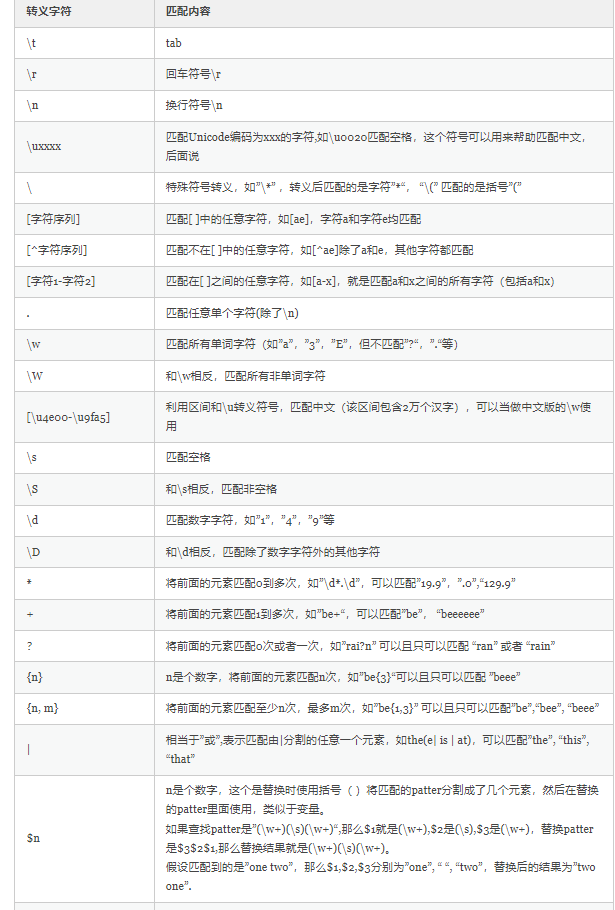 转义字符 匹配内容
\t tab
\r 回车符号\r
\n 换行符号\n
\uxxxx 匹配Unicode编码为xxx的字符,如\u0020匹配空格，这个符号可以用来帮助匹配中文，
后面说
\ 特殊符号转义，如”\*” ，转义后匹配的是字符”*“， “\(” 匹配的是括号”(”
[字符序列] 匹配[ ]中的任意字符，如[ae]，字符a和字符e均匹配
[^字符序列] 匹配不在[ ]中的任意字符，如[^ae]除了a和e，其他字符都匹配
[字符1-字符2] 匹配在[ ]之间的任意字符，如[a-x]，就是匹配a和x之间的所有字符（包括a和x）
. 匹配任意单个字符(除了\n)
\w 匹配所有单词字符（如”a”，”3”，”E”，但不匹配”?“，”.“等）
\W 和\w相反，匹配所有非单词字符
[\u4e00-\u9fa5] 利用区间和\u转义符号，匹配中文（该区间包含2万个汉字），可以当做中文版的\w使
用
\s 匹配空格
\S 和\s相反，匹配非空格
\d 匹配数字字符，如”1”，”4”，”9”等
\D 和\d相反，匹配除了数字字符外的其他字符
* 将前面的元素匹配0到多次，如”\d*.\d”，可以匹配”19.9”，”.0”,“129.9”
+ 将前面的元素匹配1到多次，如”be+“，可以匹配”be”， “beeeeee”
? 将前面的元素匹配0次或者一次，如”rai?n” 可以且只可以匹配 “ran” 或者 “rain”
{n} n是个数字，将前面的元素匹配n次，如”be{3}“可以且只可以匹配 ”beee”
{n, m} 将前面的元素匹配至少n次，最多m次，如”be{1,3}” 可以且只可以匹配”be”,“bee”, “beee”
| 相当于”或”,表示匹配由|分割的任意一个元素，如the(e| is | at)，可以匹配”the”, “this”,
“that”
$n n是个数字，这个是替换时使用括号（ ）将匹配的patter分割成了几个元素，然后在替换
的patter里面使用，类似于变量。
如果查找patter是”(\w+)(\s)(\w+)“,那么$1就是(\w+),$2是(\s),$3是(\w+)，替换patter
是$3$2$1,那么替换结果就是(\w+)(\s)(\w+)。
假设匹配到的是”one two”，那么$1,$2,$3分别为”one”, “ “, “two”，替换后的结果为”two
one”.